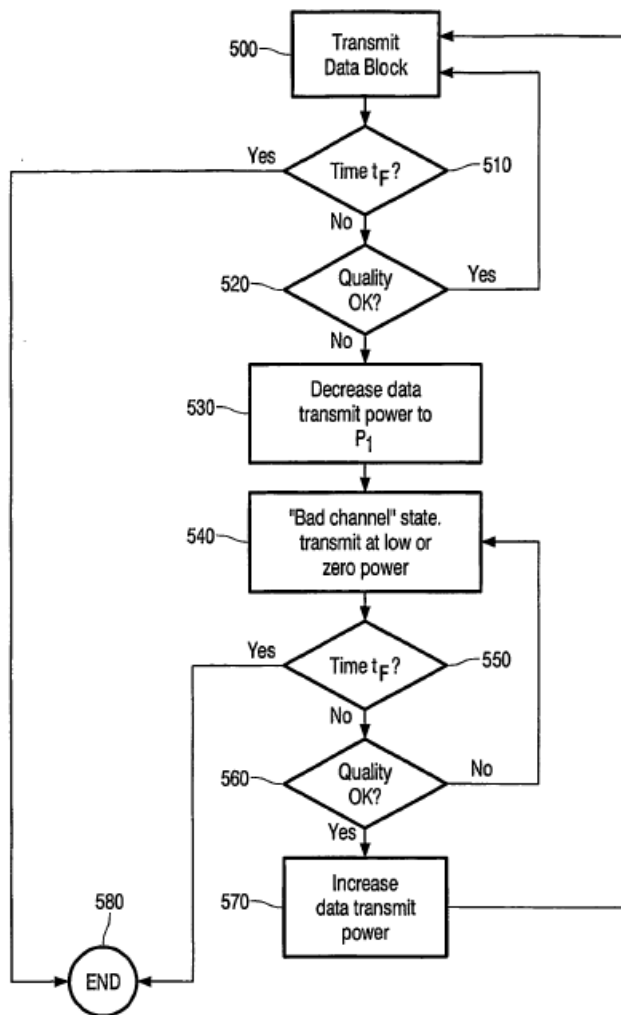 500
Transmit
Data Block
Yes
Time tF?
510
No
520
Quality
OK?
Yes
No
530
Decrease data
transmit power to
P1
540
"Bad channel" state.
transmit at low or
zero power
Yes
Time tF?
550
No
560
Quality
OK?
No
Yes
570
Increase
data transmit
power
580
END